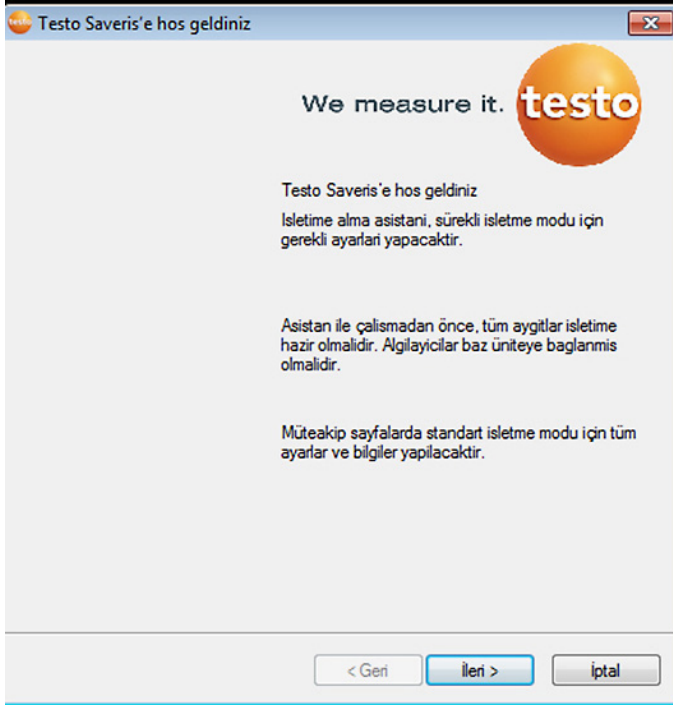 Testo Saveris'e hos geldiniz
We measure it. testo
Testo Saveris'e hos geldiniz
Isletime alma asistani, sürekli isletme modu için
gerekli ayarlari yapacaktir.
Asistan ile çalismadan önce, tüm aygitlar isletime
hazir olmalidir. Algilayicilar baz üniteye baglanmis
olmalidir.
Müteakip sayfalarda standart isletme modu için tüm
ayarlar ve bilgiler yapilacaktir.
< Geri İleri > İptal